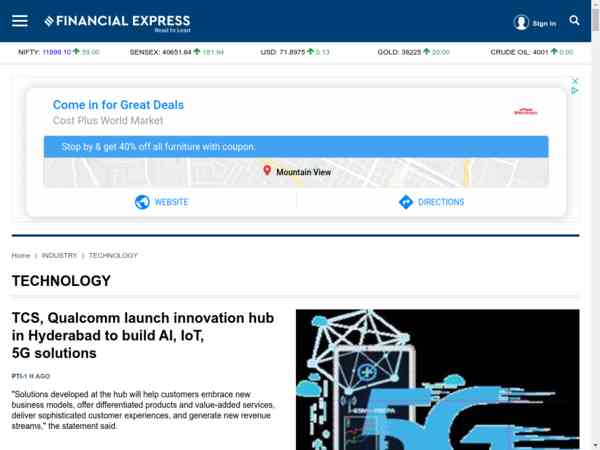 FINANCIAL EXPRESS
Read to Lead
Sign In
NIFTY: 11999.10 59.00 SENSEX: 40651.64 181.94 USD: 71.8975 0.13 GOLD: 38225 20.00 CRUDE OIL: 4001 0.00
Come in for Great Deals
Cost Plus World Market
Stop by & get 40% off all furniture with coupon.
Mountain View
WEBSITE DIRECTIONS
Home | INDUSTRY | TECHNOLOGY
TECHNOLOGY
TCS, Qualcomm launch innovation hub
in Hyderabad to build AI, IoT,
5G solutions
PTI-1 H AGO
"Solutions developed at the hub will help customers embrace new
business models, offer differentiated products and value-added services,
deliver sophisticated customer experiences, and generate new revenue
streams," the statement said.
5G